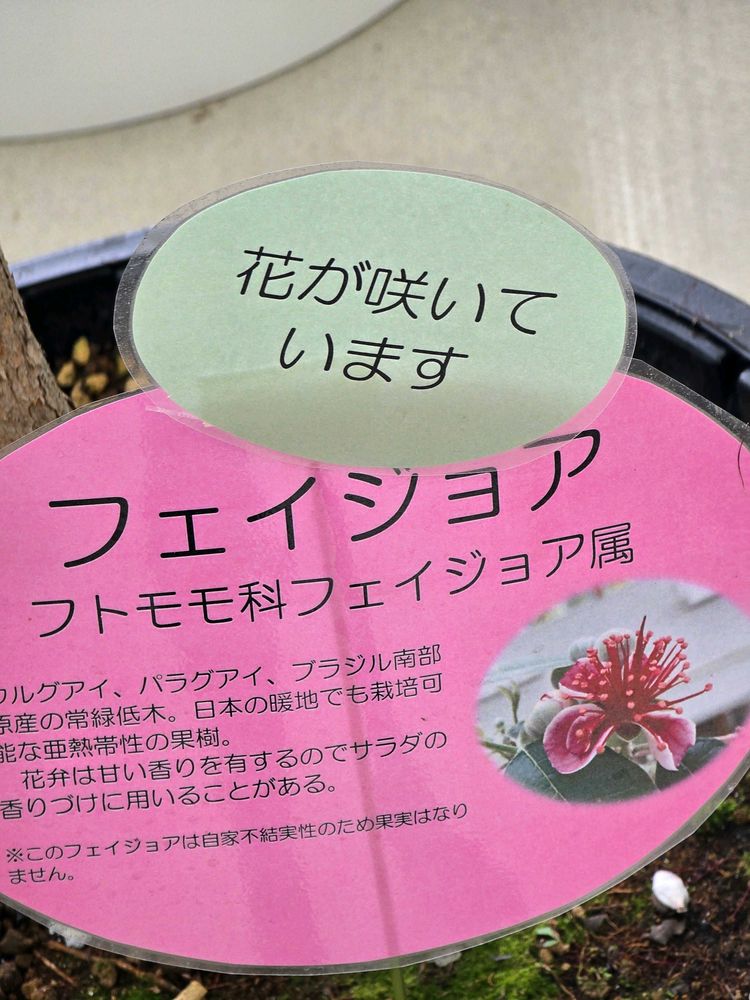 花が咲いて
います
フェイジョア
フトモモ科フェイジョア属
ウルグアイ、パラグアイ、ブラジル南部
原産の常緑低木。日本の暖地でも栽培可
能な亜熱帯性の果樹。
花弁は甘い香りを有するのでサラダの
香りづけに用いることがある。
※このフェイジョアは自家不結実性のため果実はなり
ません。